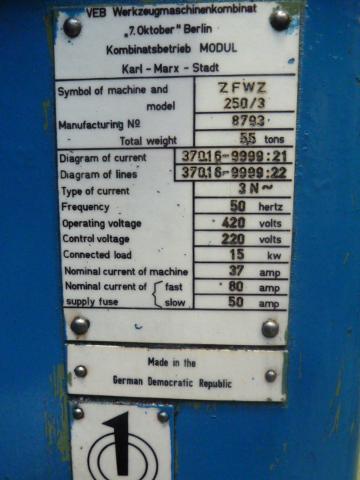 VEB Werkzeugmaschinenkombinat
„7. Oktober" Berlin
Kombinatsbetrieb MODUL
Karl - Marx - Stadt
Symbol of machine and model ZFWZ 250/3
Manufacturing No 8793
Total weight 5,5 tons
Diagram of current 37016-9999:21
Diagram of lines 37016-9999:22
Type of current 3 N ~
Frequency 50 hertz
Operating voltage 420 volts
Control voltage 220 volts
Connected load 15 kw
Nominal current of machine 37 amp
Nominal current of fast 80 amp
supply fuse slow 50 amp
Made in the
German Democratic Republic
1